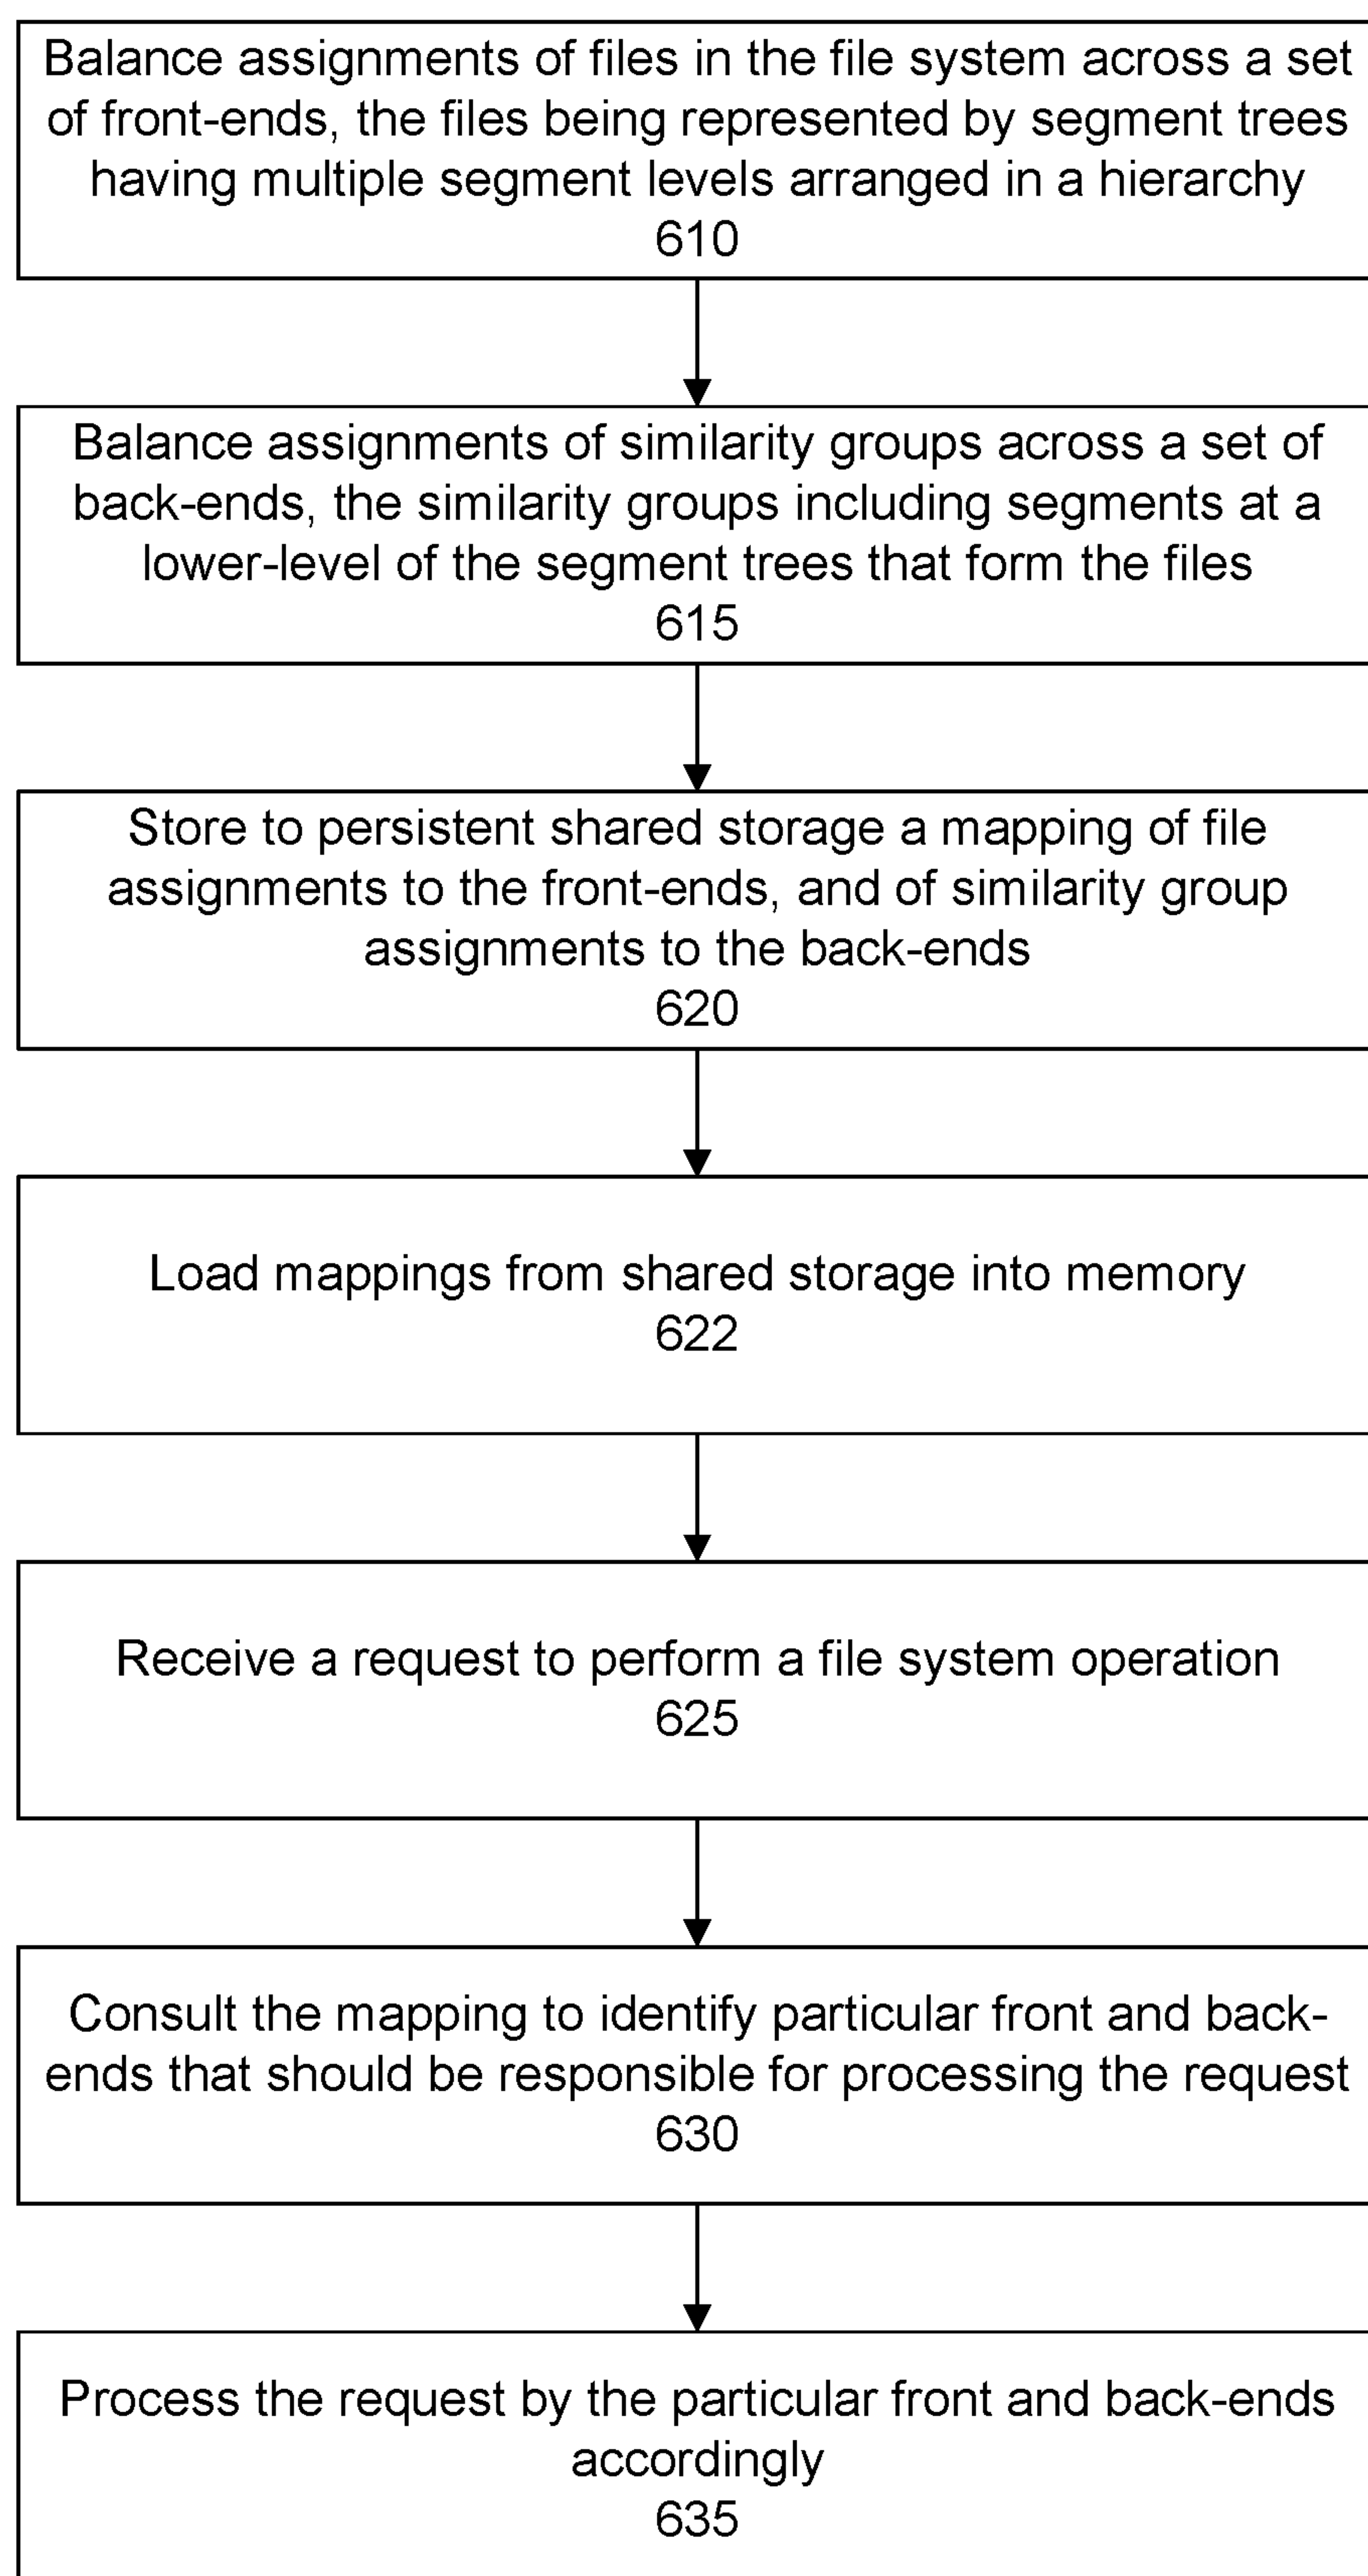 Balance assignments of files in the file system across a set
of front-ends, the files being represented by segment trees
having multiple segment levels arranged in a hierarchy
610
Balance assignments of similarity groups across a set of
back-ends, the similarity groups including segments at a
lower-level of the segment trees that form the files
615
Store to persistent shared storage a mapping of file
assignments to the front-ends, and of similarity group
assignments to the back-ends
620
Load mappings from shared storage into memory
622
Receive a request to perform a file system operation
625
Consult the mapping to identify particular front and back-
ends that should be responsible for processing the request
630
Process the request by the particular front and back-ends
accordingly
635